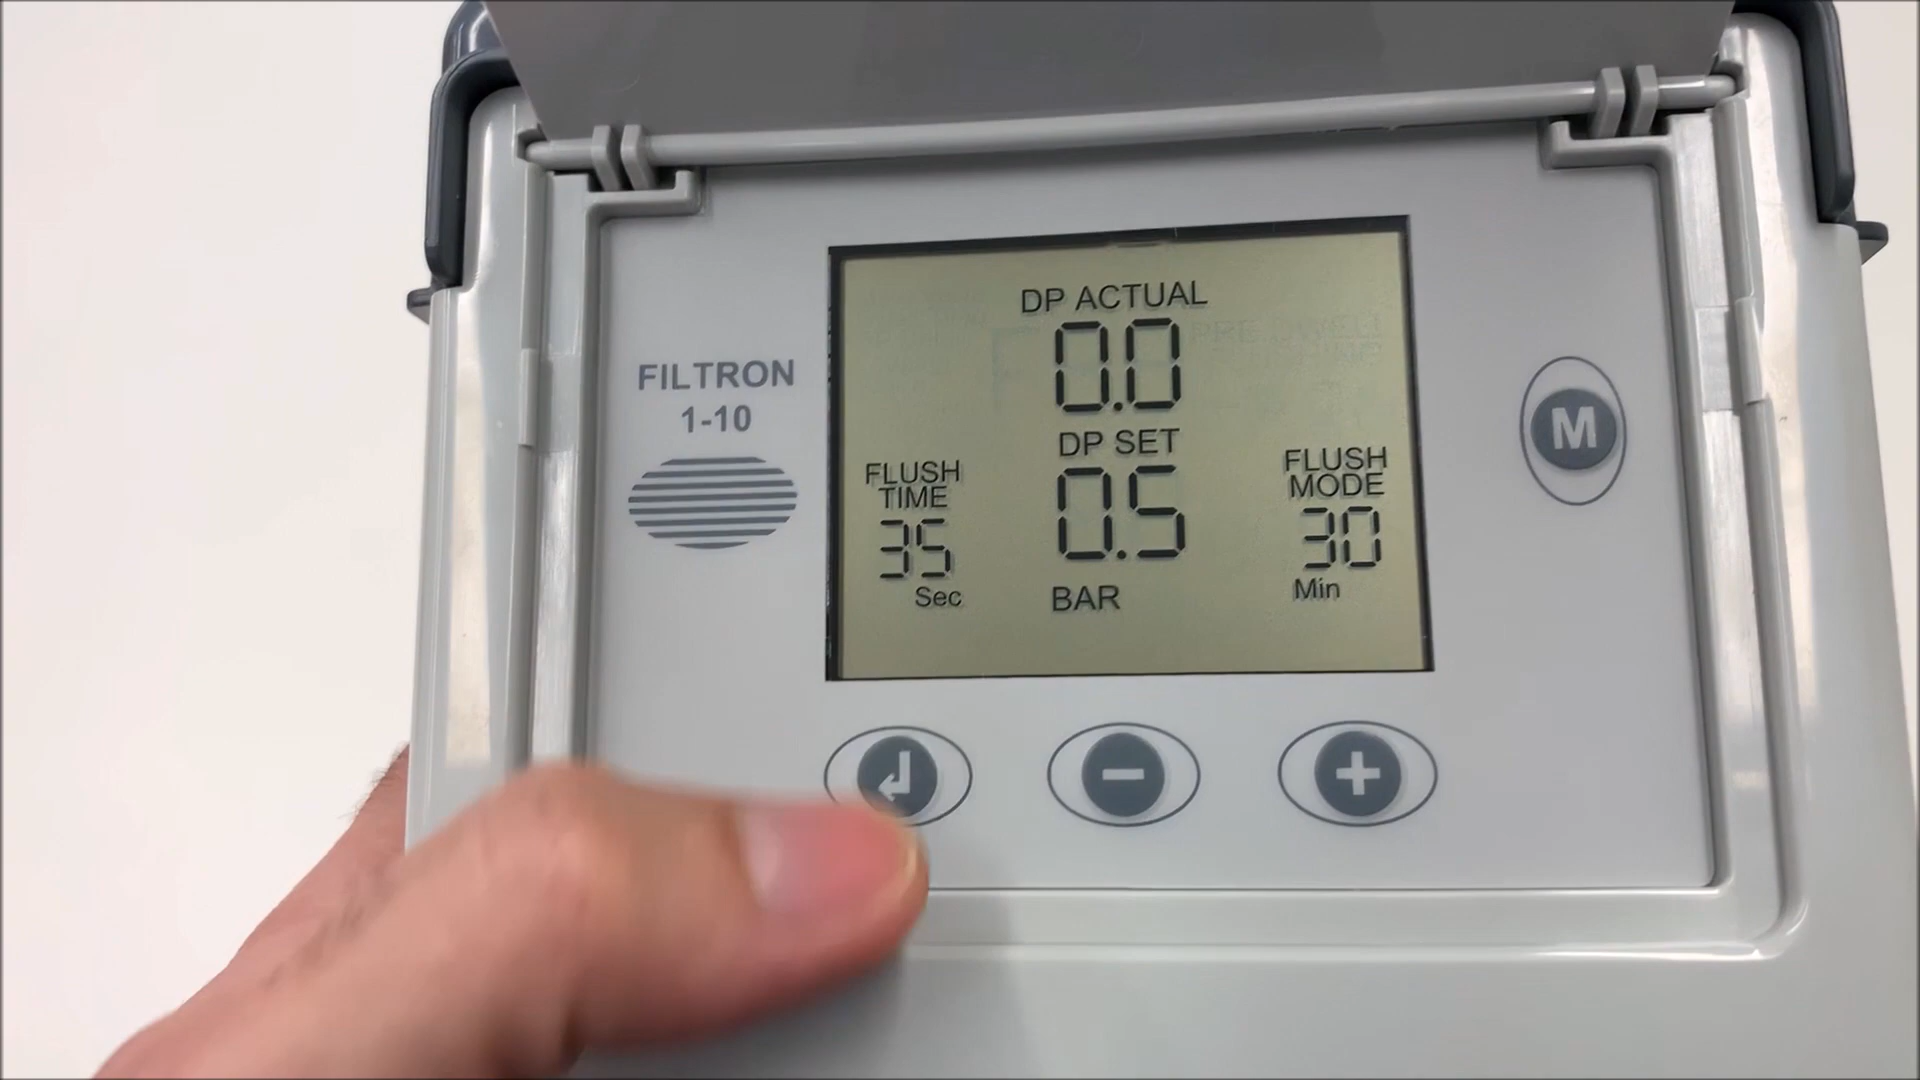 FILTRON
1-10
DP ACTUAL
0.0
DP SET
0.5
BAR
FLUSH
TIME
35
Sec
FLUSH
MODE
30
Min
M